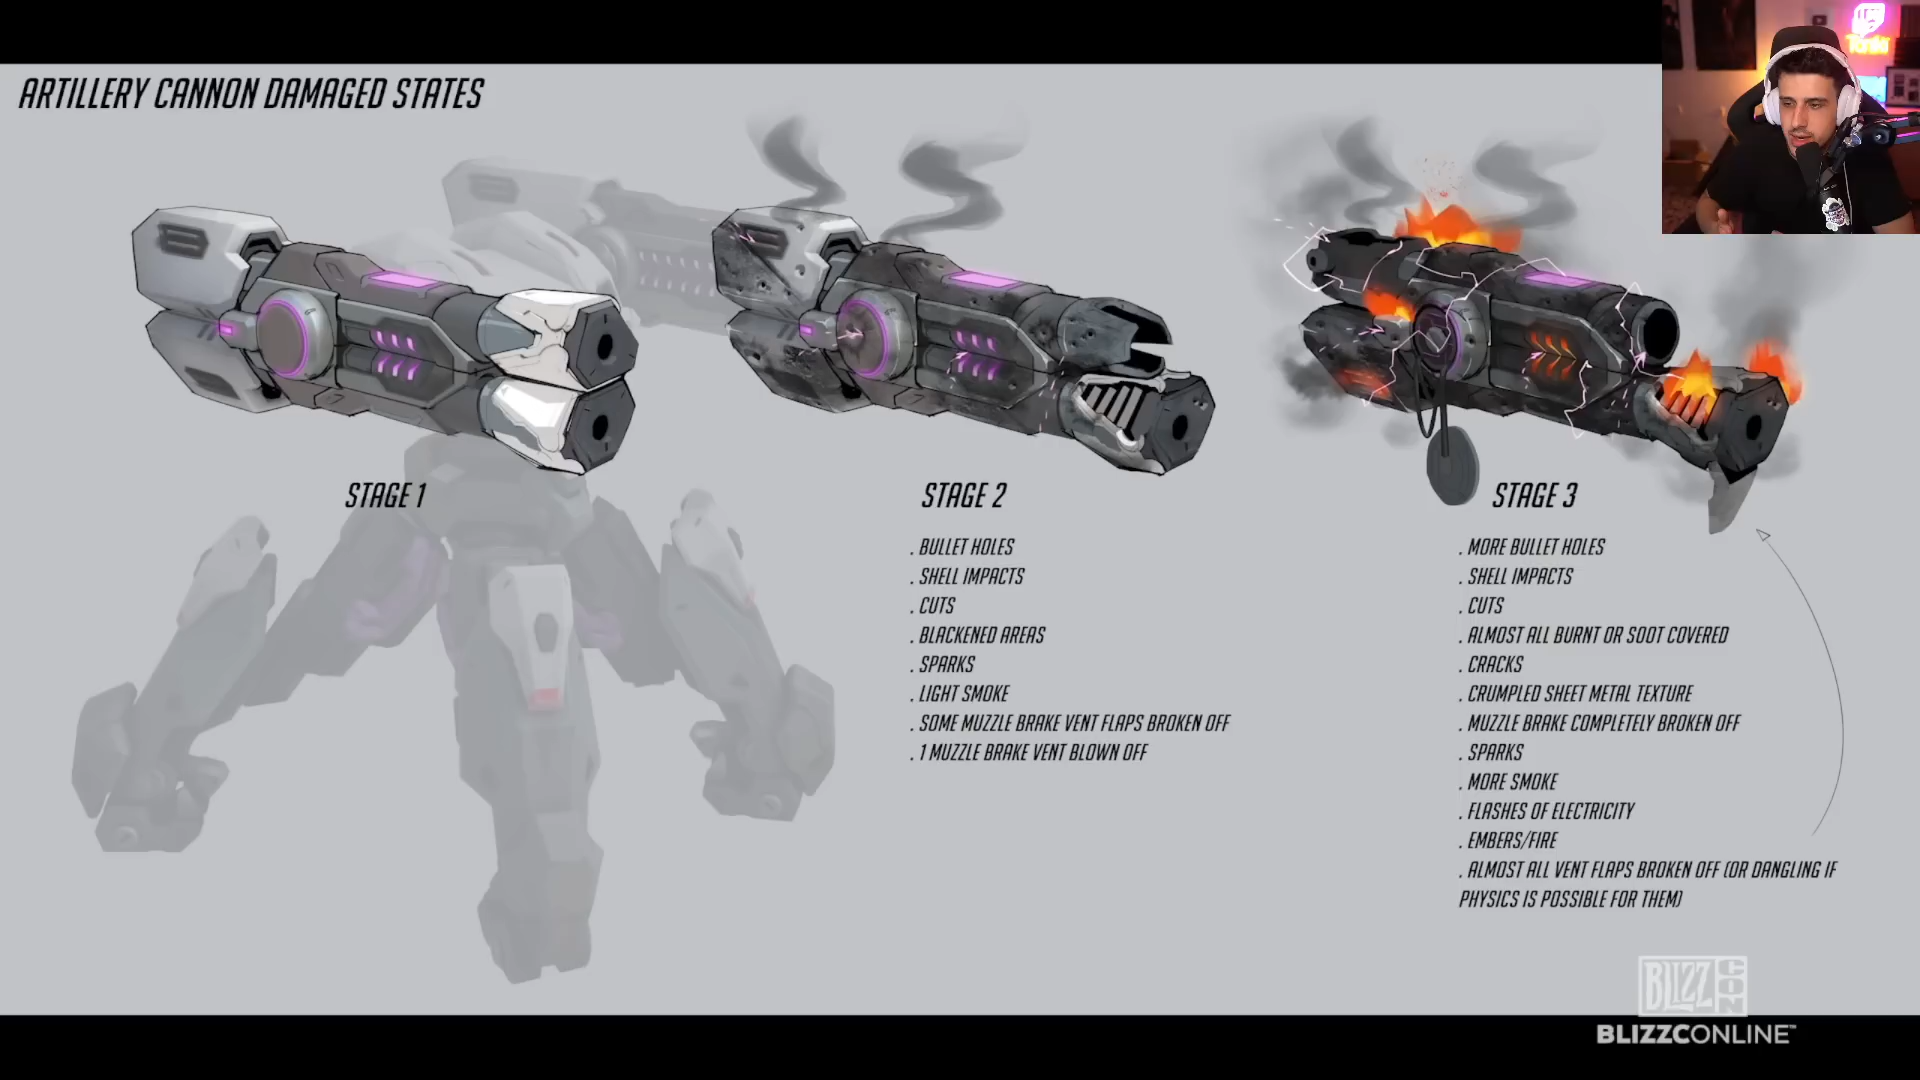 ARTILLERY CANNON DAMAGED STATES
STAGE 1
STAGE 2
. BULLET HOLES
. SHELL IMPACTS
. CUTS
. BLACKENED AREAS
. SPARKS
. LIGHT SMOKE
. SOME MUZZLE BRAKE VENT FLAPS BROKEN OFF
. 1 MUZZLE BRAKE VENT BLOWN OFF
STAGE 3
. MORE BULLET HOLES
. SHELL IMPACTS
. CUTS
. ALMOST ALL BURNT OR SOOT COVERED
. CRACKS
. CRUMPLED SHEET METAL TEXTURE
. MUZZLE BRAKE COMPLETELY BROKEN OFF
. SPARKS
. MORE SMOKE
. FLASHES OF ELECTRICITY
. EMBERS/FIRE
. ALMOST ALL VENT FLAPS BROKEN OFF (OR DANGLING IF
PHYSICS IS POSSIBLE FOR THEM)
BLIZZ
CON
BLIZZCONLINE™